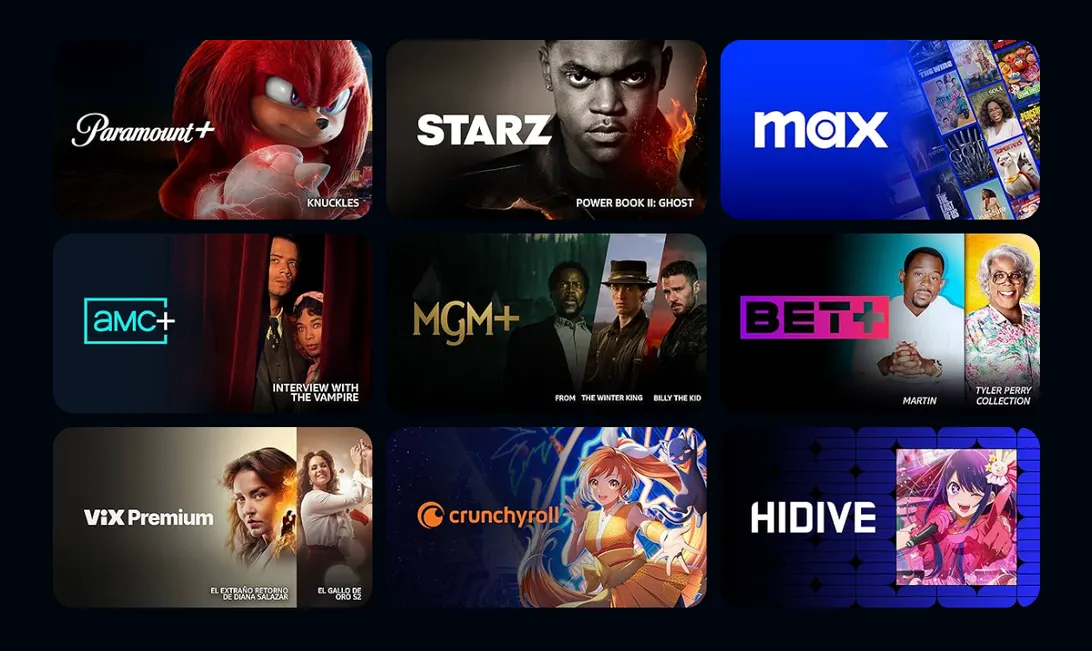 Paramount+
KNUCKLES
STARZ
POWER BOOK II: GHOST
max
aMC+
INTERVIEW WITH
THE VAMPIRE
MGM+
FROM THE WINTER KING BILLY THE KID
BET+
MARTIN
TYLER PERRY
COLLECTION
ViX Premium
EL EXTRAÑO RETORNO
DE DIANA SALAZAR
EL GALLO DE
ORO S2
crunchyroll
HIDIVE